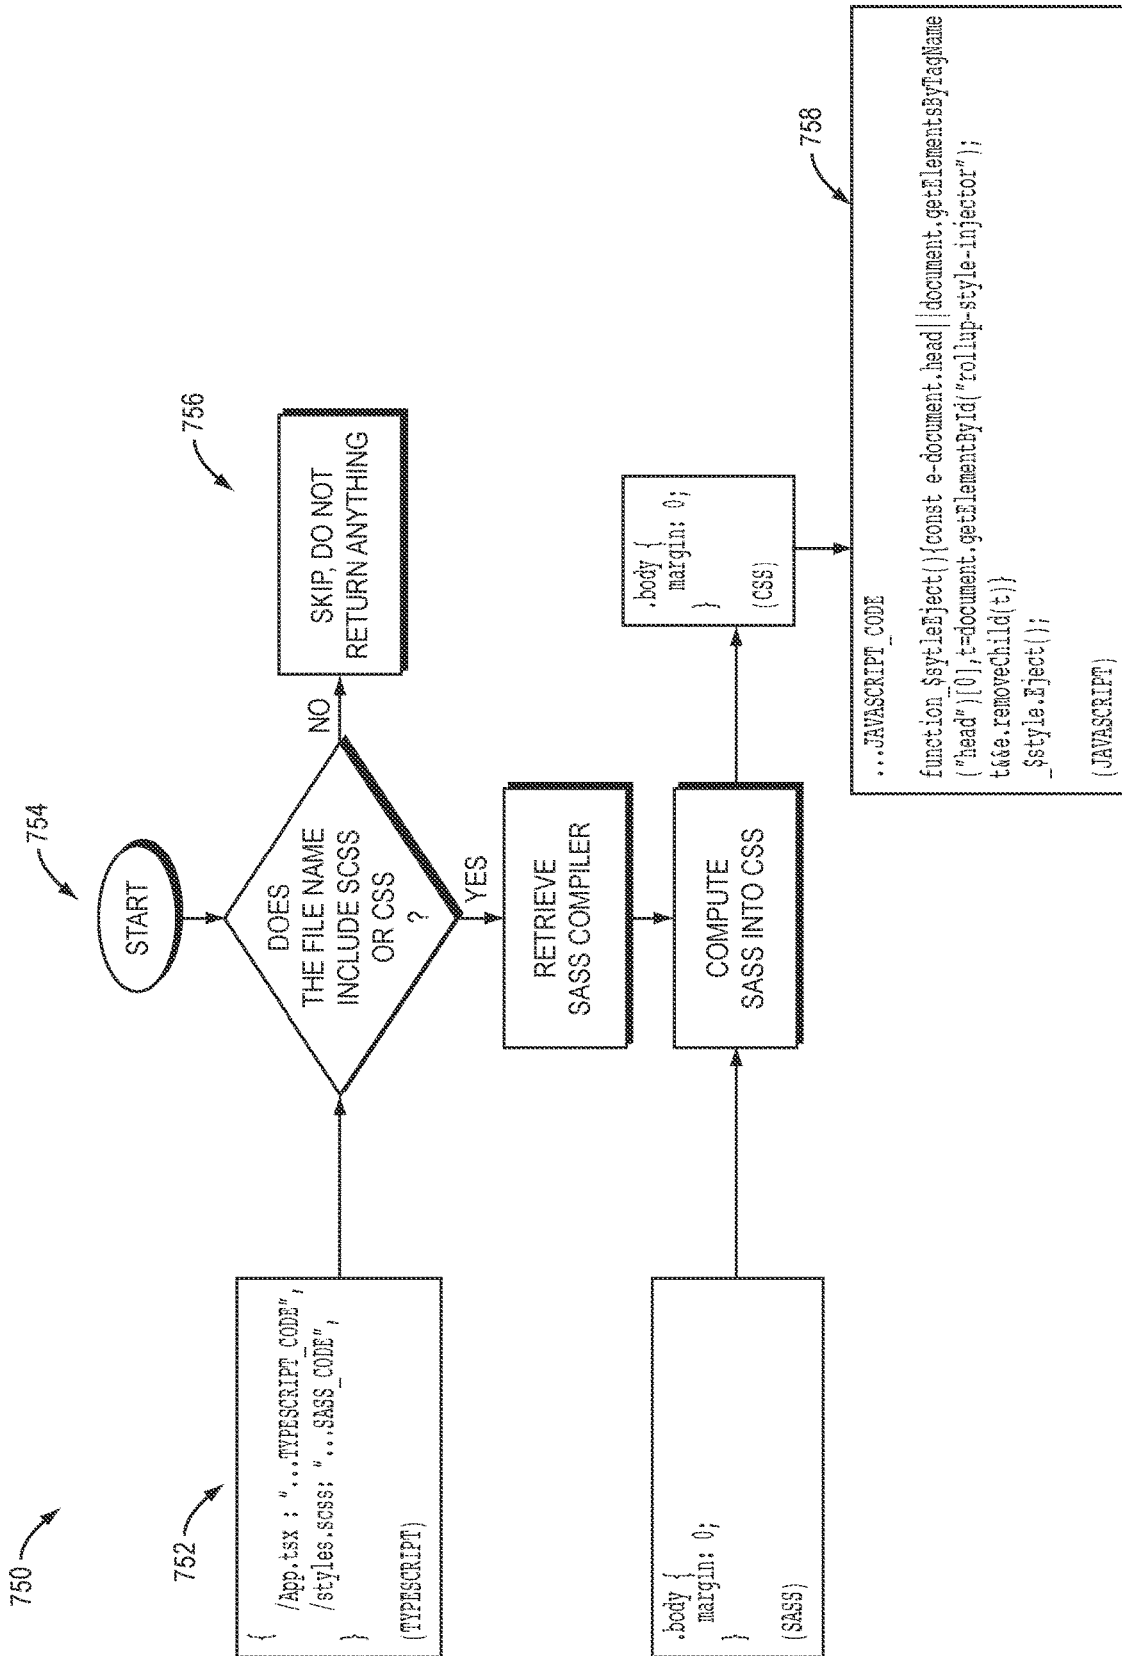 750
752
{
/App.tsx : "...TYPESCRIPT_CODE",
/styles.scss: "...SASS_CODE",
}
(TYPESCRIPT)
754
START
DOES
THE FILE NAME
INCLUDE SCSS
OR CSS
?
NO
756
SKIP, DO NOT
RETURN ANYTHING
YES
RETRIEVE
SASS COMPILER
.body {
margin: 0;
}
(SASS)
COMPUTE
SASS INTO CSS
.body {
margin: 0;
}
(CSS)
758
...JAVASCRIPT_CODE
function_$sytleEject(){const e-document.head||document.getElementsByTagName
("head")[0],t=document.getElementById("rollup-style-injector");
t&&e.removeChild(t)}
_$style.Eject();
(JAVASCRIPT)